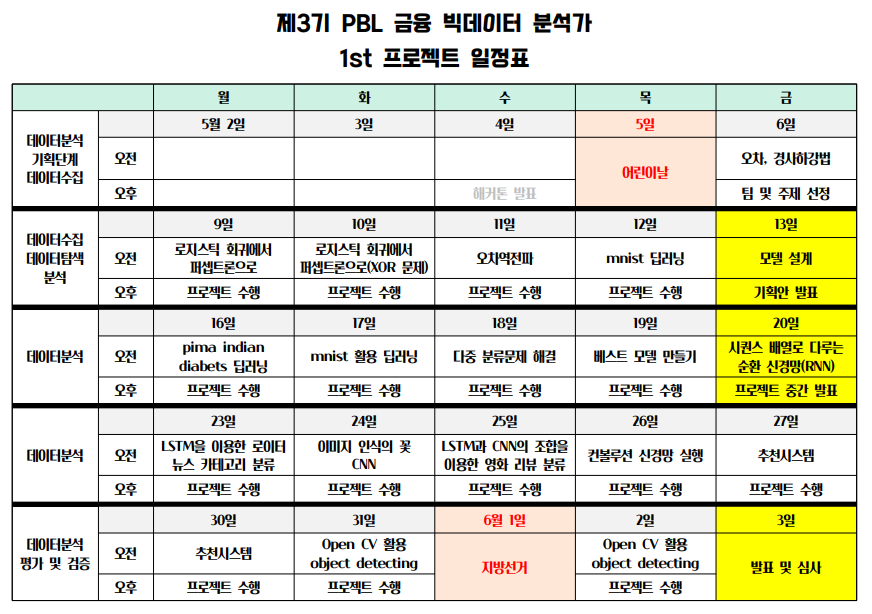 제3기 PBL 금융 빅데이터 분석가
1st 프로젝트 일정표
월 화 수 목 금
데이터분석
기획단계
데이터수집
5월 2일 3일 4일 5일 6일
오전 어린이날 오차, 경사하강법
오후 해커톤 발표 팀 및 주제 선정
데이터수집
데이터탐색
분석
9일 10일 11일 12일 13일
오전
로지스틱 회귀에서
퍼셉트론으로
로지스틱 회귀에서
퍼셉트론으로(XOR 문제)
오차역전파
mnist 딥러닝
모델 설계
오후 프로젝트 수행 프로젝트 수행 프로젝트 수행 프로젝트 수행 기획안 발표
데이터분석
16일 17일 18일 19일 20일
오전
pima indian
diabets 딥러닝
mnist 활용 딥러닝
다중 분류문제 해결
베스트 모델 만들기
시퀀스 배열로 다루는
순환 신경망(RNN)
오후 프로젝트 수행 프로젝트 수행 프로젝트 수행 프로젝트 수행 프로젝트 중간 발표
데이터분석
23일 24일 25일 26일 27일
오전
LSTM을 이용한 로이터
뉴스 카테고리 분류
이미지 인식의 꽃
CNN
LSTM과 CNN의 조합을
이용한 영화 리뷰 분류
컨볼루션 신경망 실행
추천시스템
오후 프로젝트 수행 프로젝트 수행 프로젝트 수행 프로젝트 수행 프로젝트 수행
데이터분석
평가 및 검증
30일 31일 6월 1일 2일 3일
오전
추천시스템
Open CV 활용
object detecting
지방선거
Open CV 활용
object detecting
발표 및 심사
오후 프로젝트 수행 프로젝트 수행 프로젝트 수행